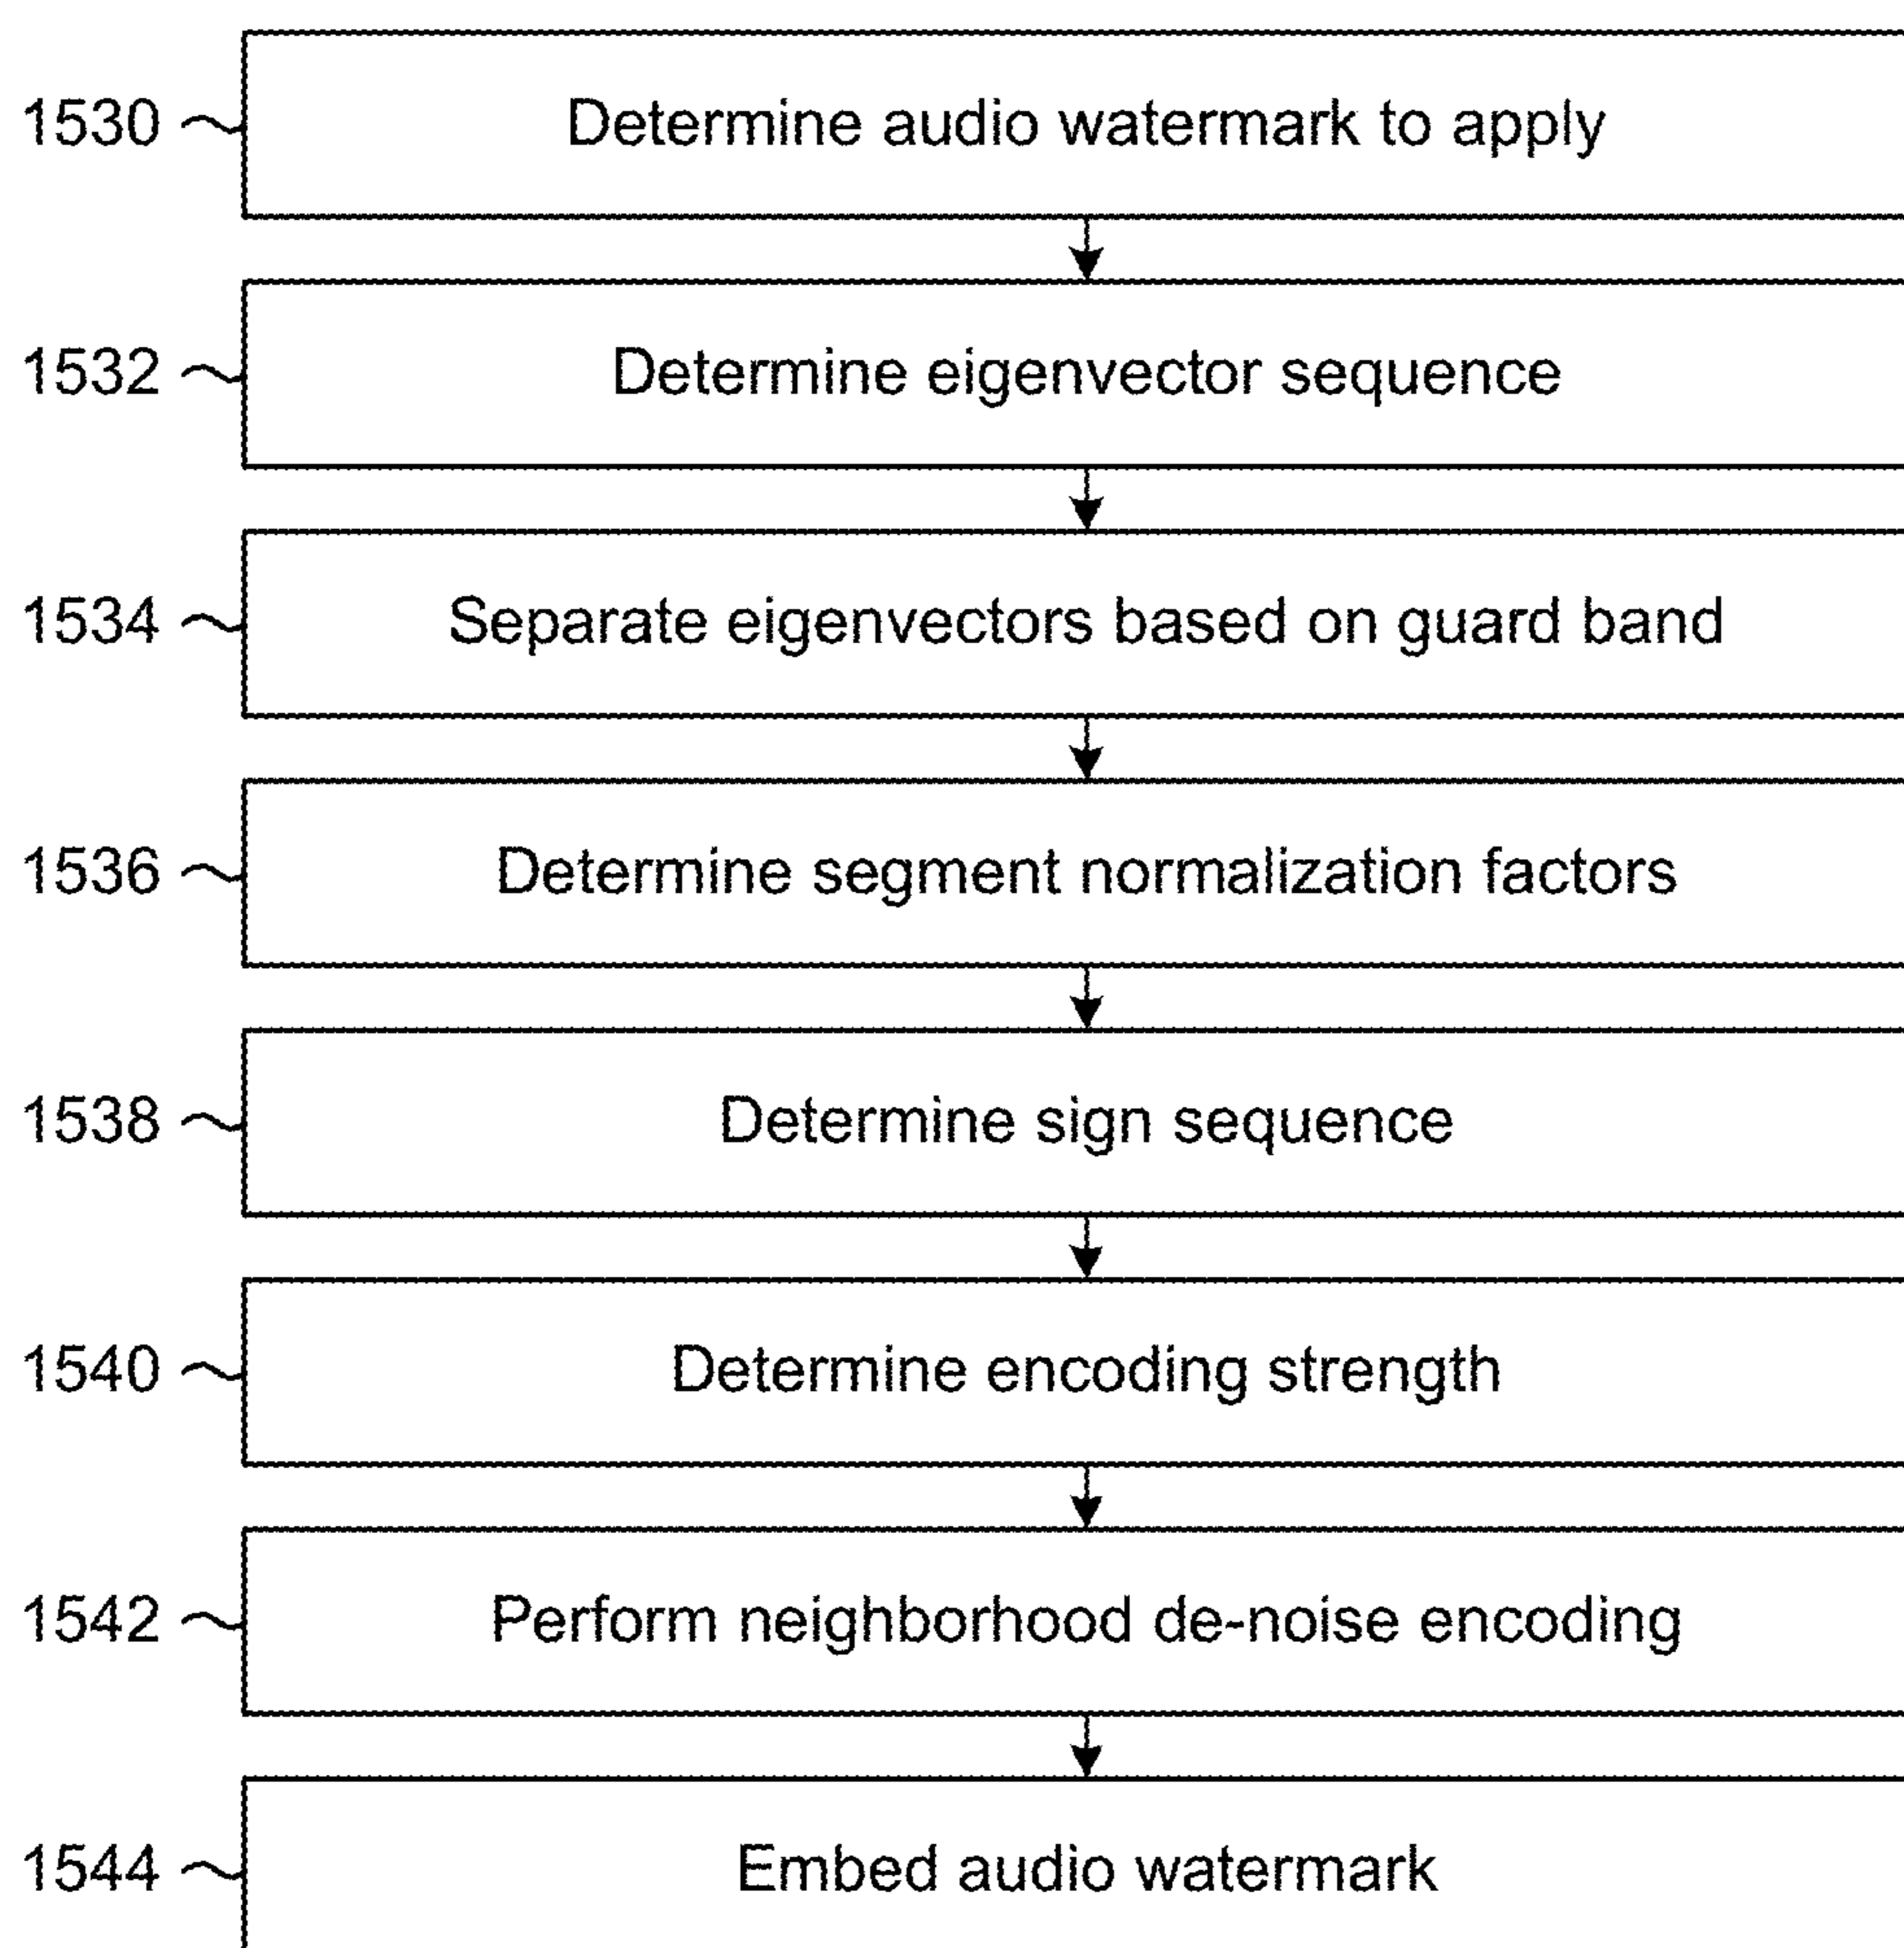 1530 Determine audio watermark to apply
1532 Determine eigenvector sequence
1534 Separate eigenvectors based on guard band
1536 Determine segment normalization factors
1538 Determine sign sequence
1540 Determine encoding strength
1542 Perform neighborhood de-noise encoding
1544 Embed audio watermark